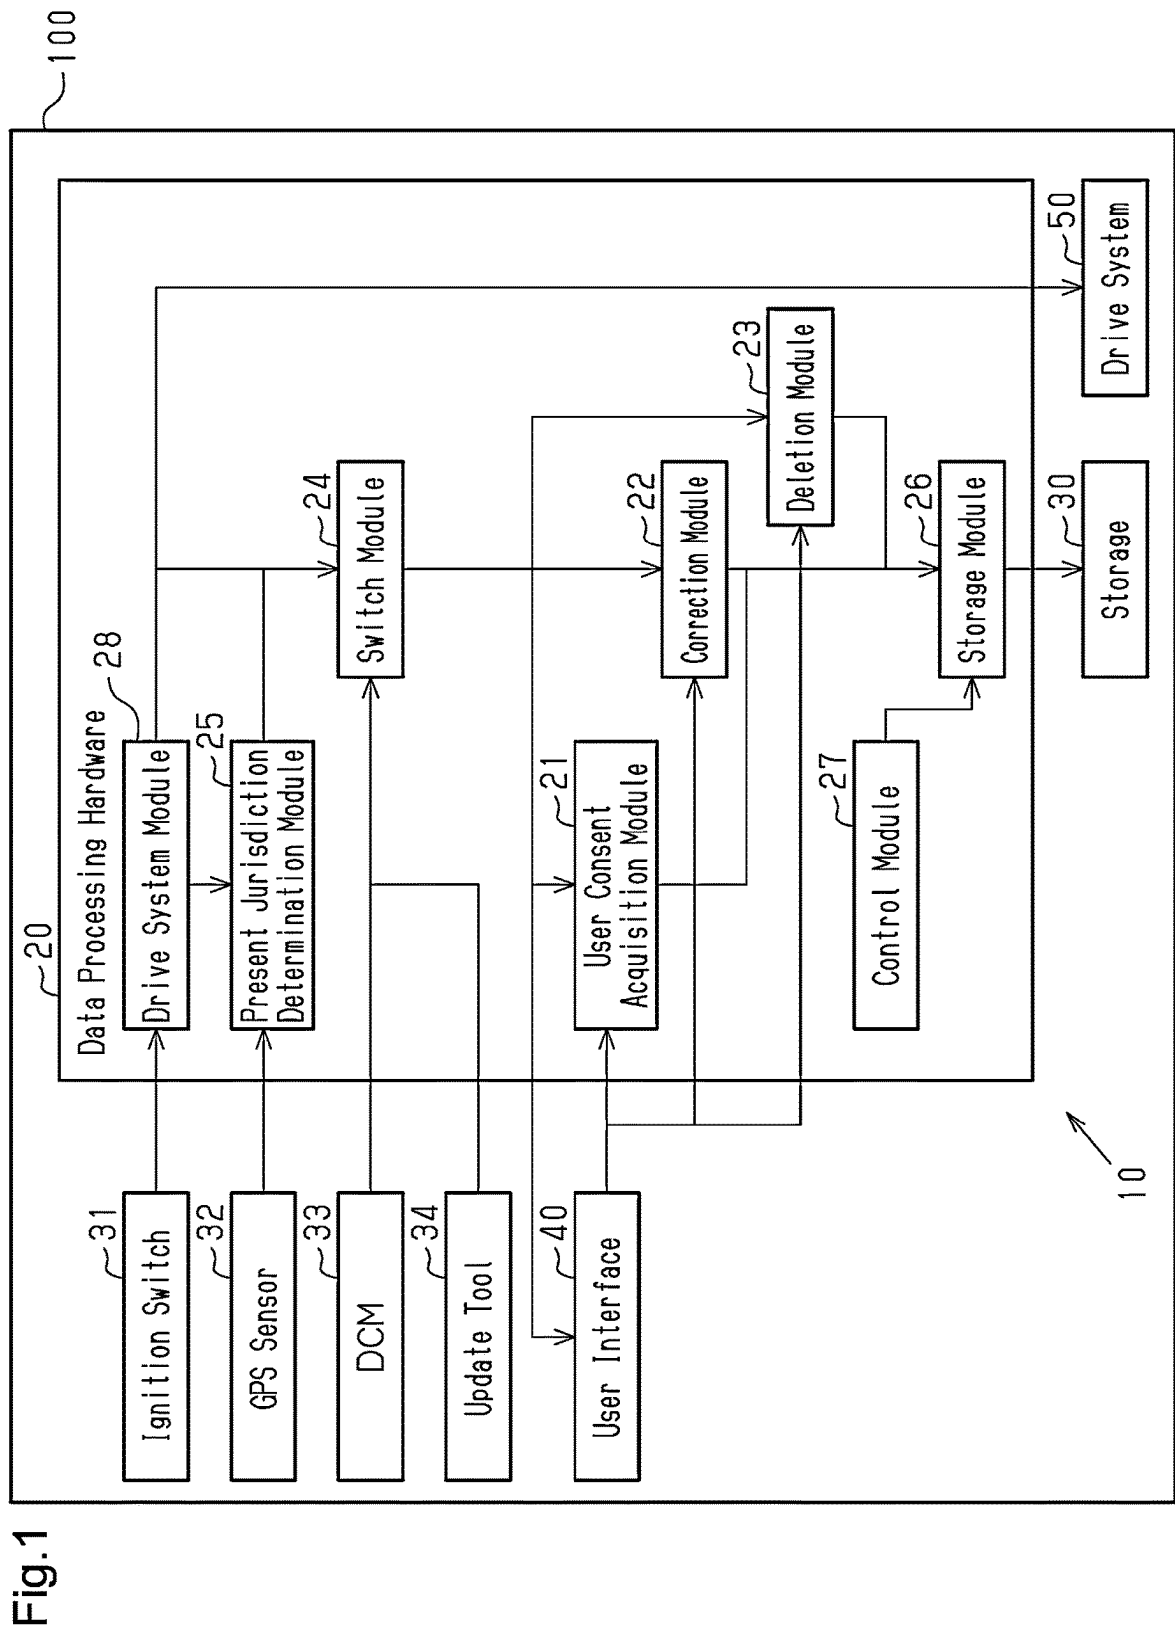 Fig.1
100
20
Data Processing Hardware
31
Ignition Switch
28
Drive System Module
32
GPS Sensor
25
Present Jurisdiction
Determination Module
33
DCM
24
Switch Module
34
Update Tool
40
User Interface
21
User Consent
Acquisition Module
22
Correction Module
23
Deletion Module
27
Control Module
26
Storage Module
10
30
Storage
50
Drive System